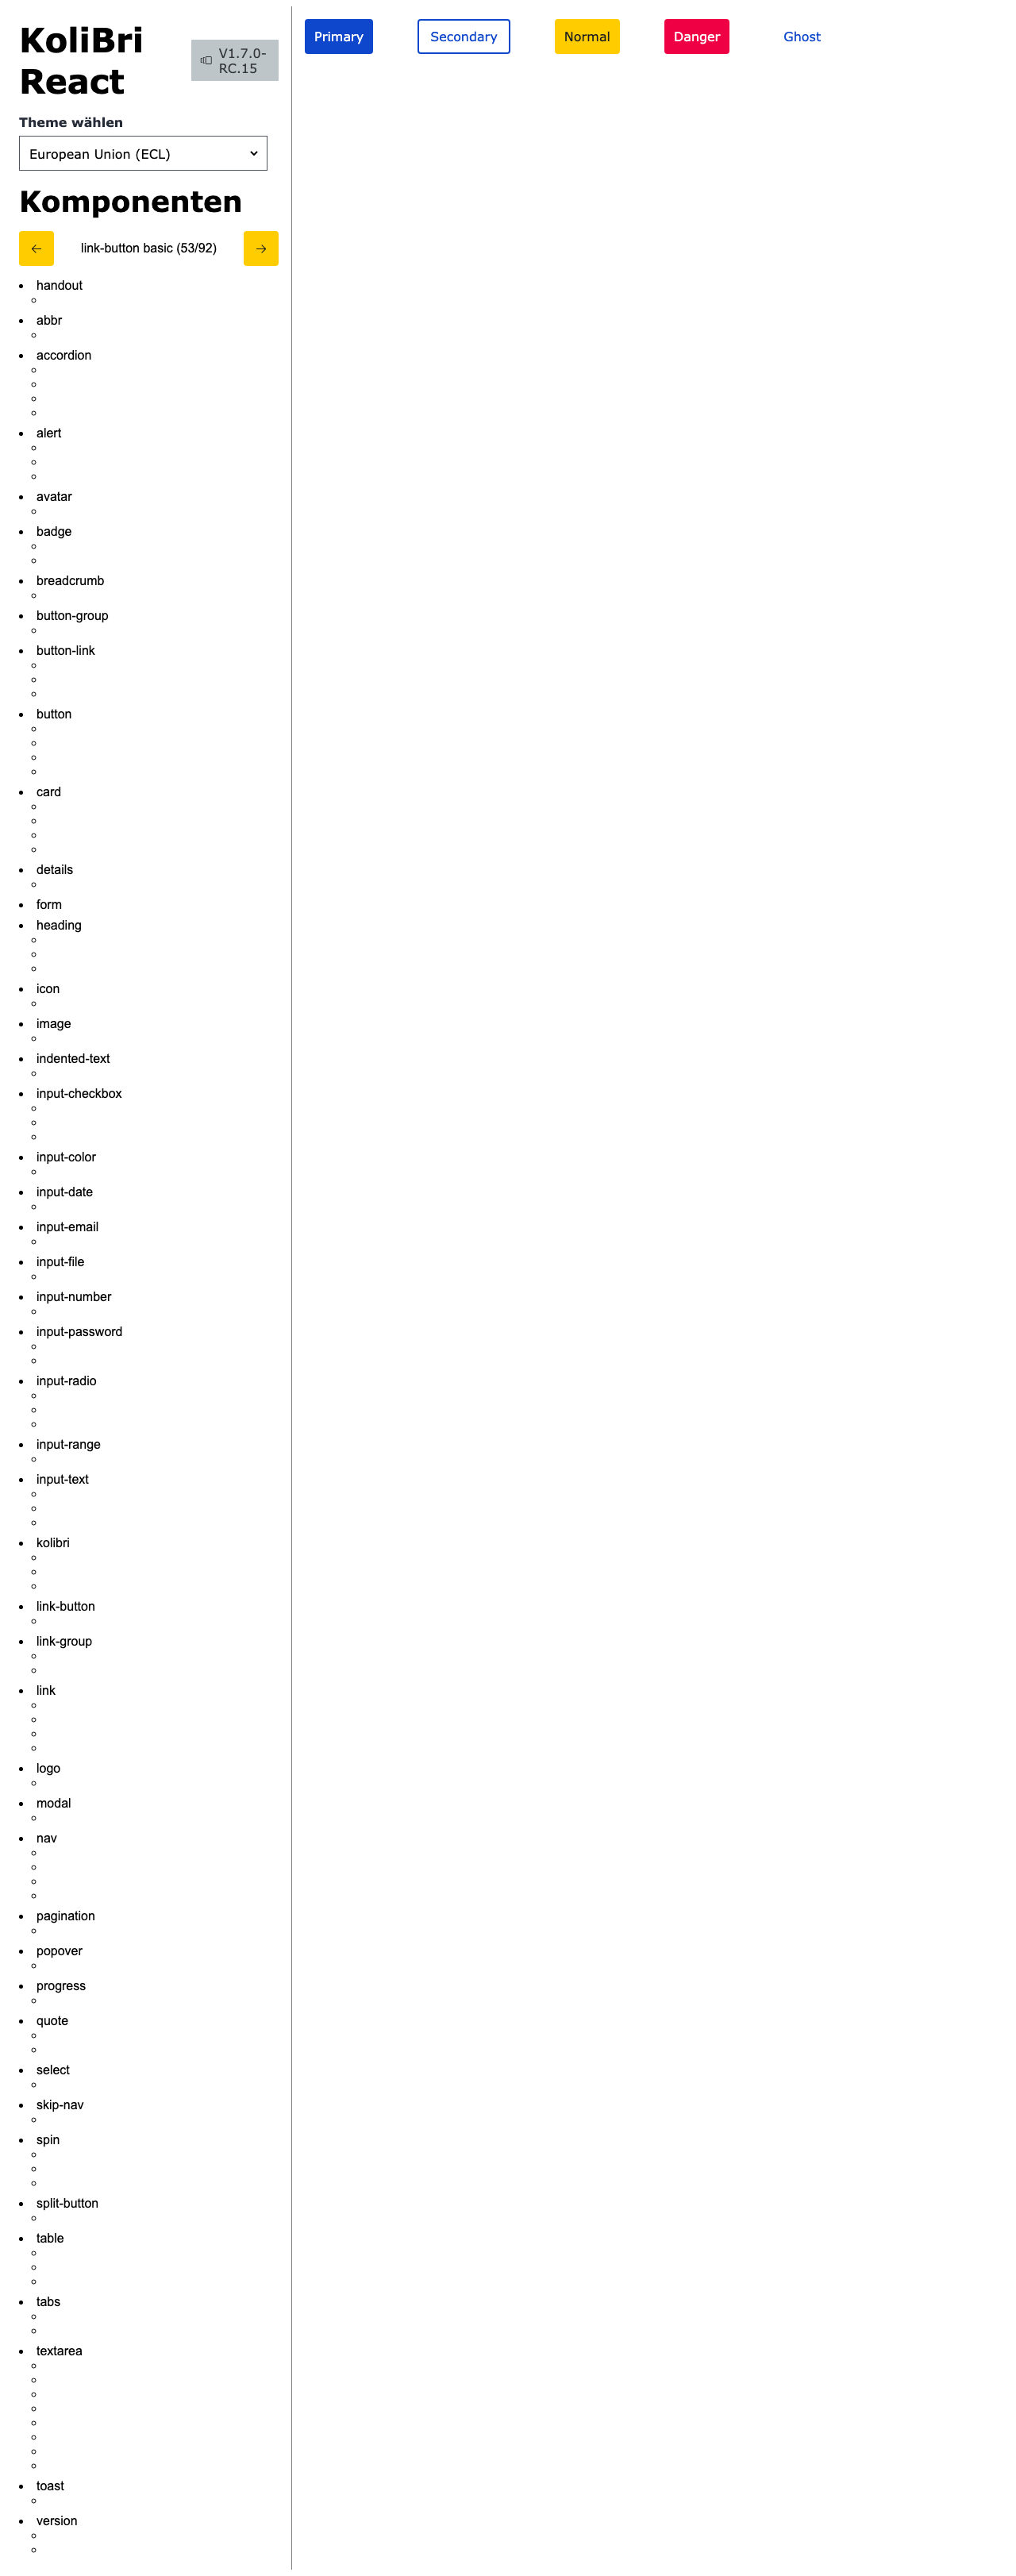 KoliBri
React
V1.7.0-
RC.15
Theme wählen
European Union (ECL)
Komponenten
link-button basic (53/92)
handout
abbr
accordion
alert
avatar
badge
breadcrumb
button-group
button-link
button
card
details
form
heading
icon
image
indented-text
input-checkbox
input-color
input-date
input-email
input-file
input-number
input-password
input-radio
input-range
input-text
kolibri
link-button
link-group
link
logo
modal
nav
pagination
popover
progress
quote
select
skip-nav
spin
split-button
table
tabs
textarea
toast
version
Primary Secondary Normal Danger Ghost